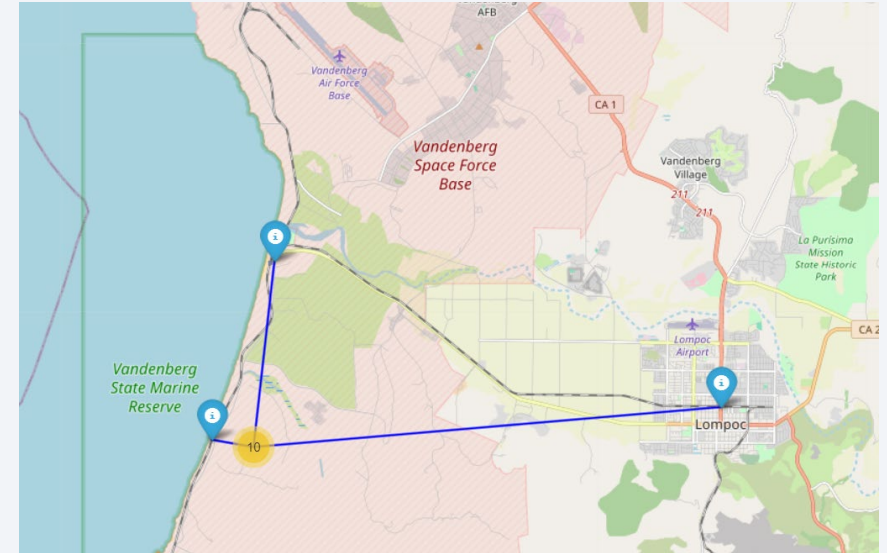 AFB
Vandenberg
Air Force
Base
CA 1
Vandenberg
Space Force
Base
Vandenberg
Village
211
211
La Purisima
Mission
State Historic
Park
CA 2
Lompoc
Airport
Vandenberg
State Marine
Reserve
Lompoc
10